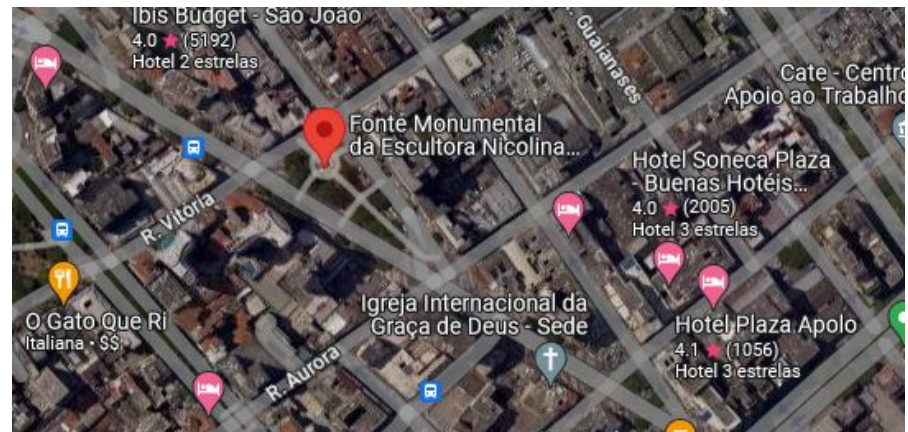 Ibis Budget - São João
4.0 ★ (5192)
Hotel 2 estrelas
Guaianases
Cate - Centro
Apoio ao Trabalho
Fonte Monumental
da Escultora Nicolina...
Hotel Soneca Plaza
- Buenas Hotéis...
4.0 ★ (2005)
Hotel 3 estrelas
R. Vitória
O Gato Que Ri
Italiana • $$
Igreja Internacional da
Graça de Deus - Sede
Hotel Plaza Apolo
4.1 ★ (1056)
Hotel 3 estrelas
R. Aurora